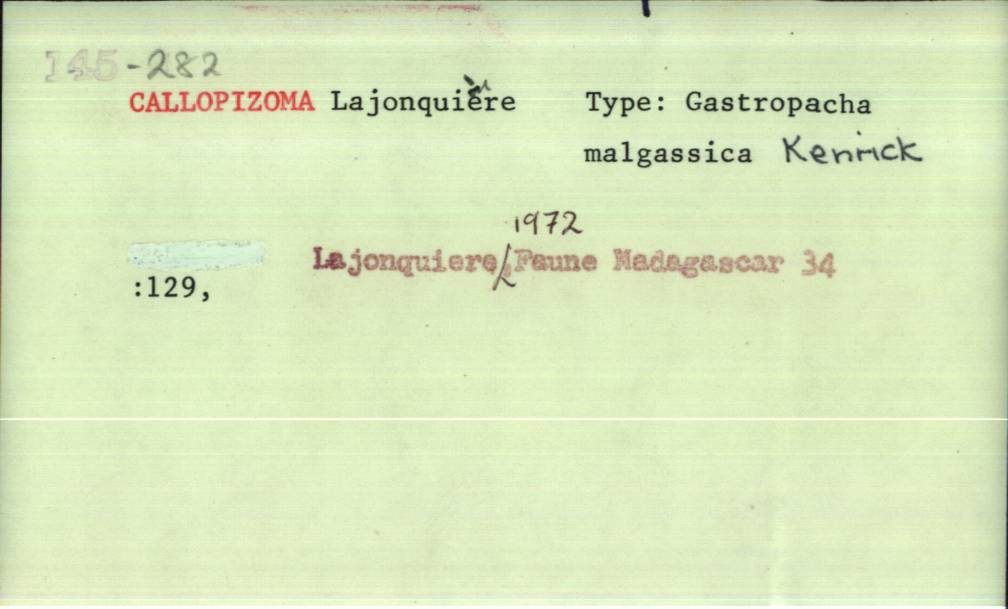 145-282
CALLOPIZOMA Lajonquière Type: Gastropacha
malgassica Kenrick
1972
Lajonquiere, Faune Madagascar 34
:129,